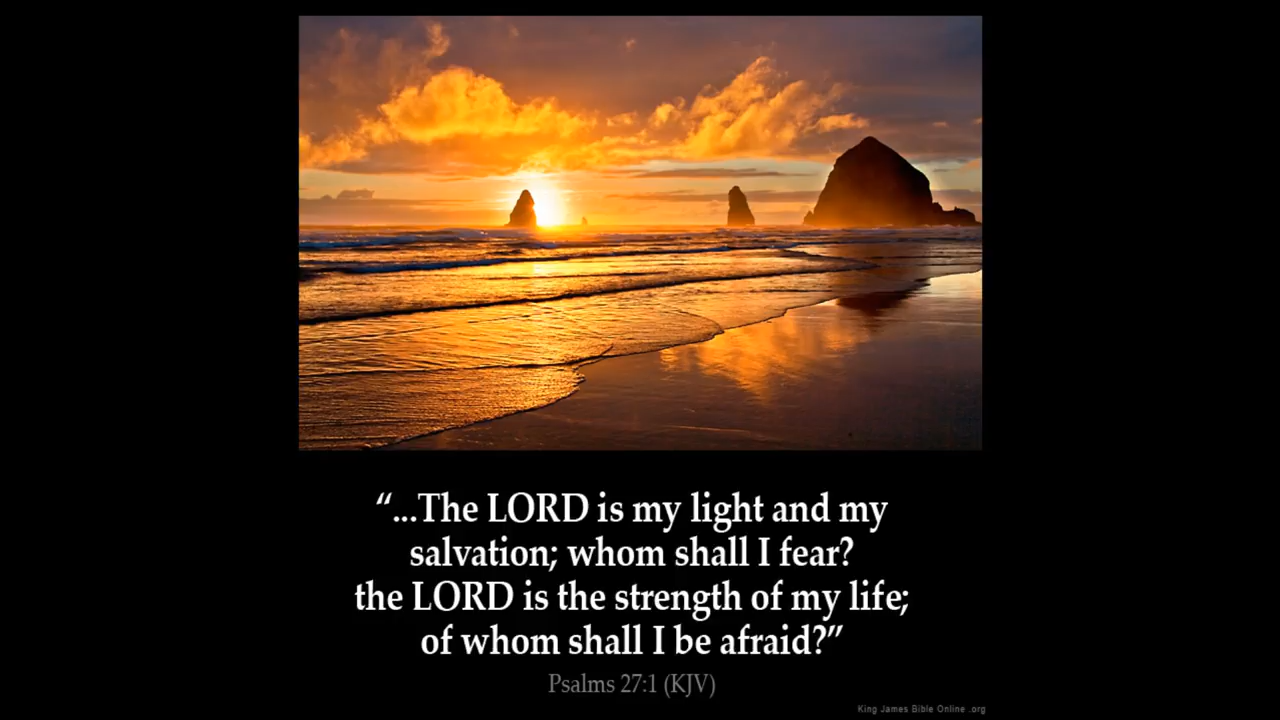 “...The LORD is my light and my
salvation; whom shall I fear?
the LORD is the strength of my life;
of whom shall I be afraid?”
Psalms 27:1 (KJV)
King James Bible Online .org